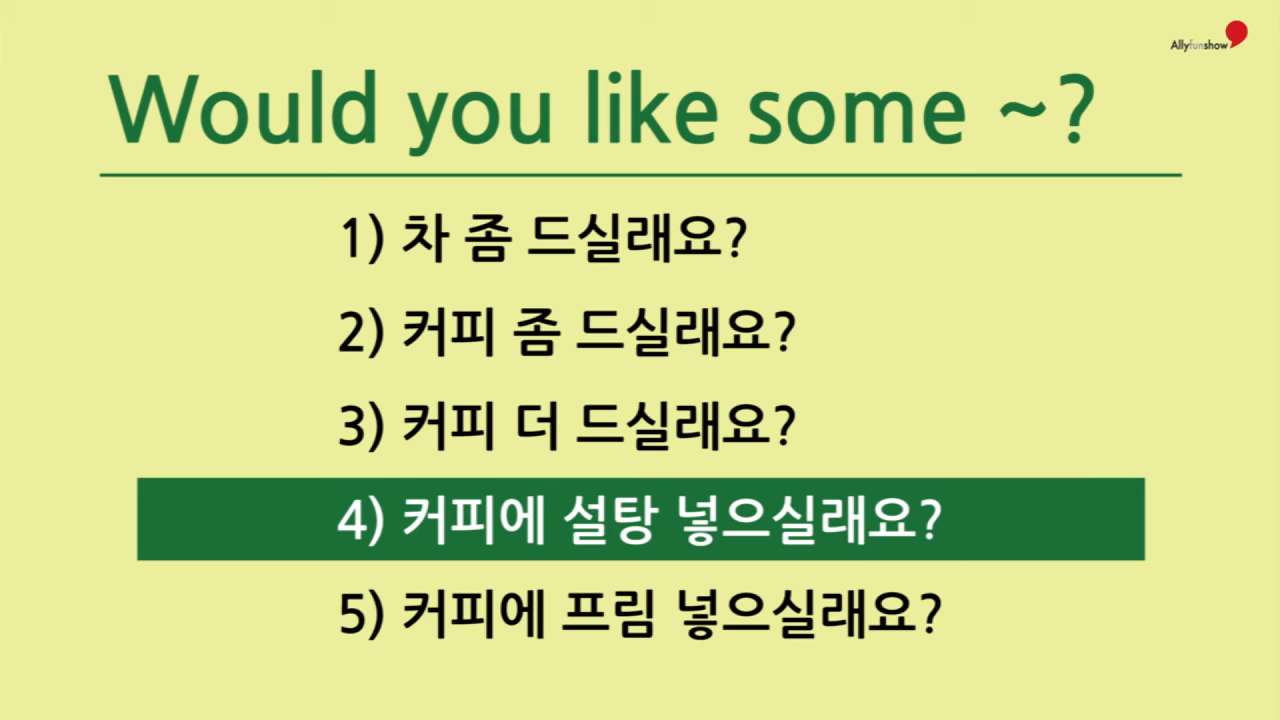 Allyfunshow
Would you like some ~?
1) 차 좀 드실래요?
2) 커피 좀 드실래요?
3) 커피 더 드실래요?
4) 커피에 설탕 넣으실래요?
5) 커피에 프림 넣으실래요?